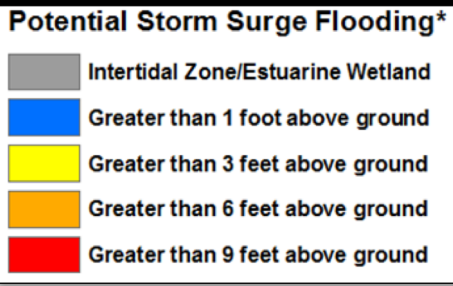 Potential Storm Surge Flooding*
Intertidal Zone/Estuarine Wetland
Greater than 1 foot above ground
Greater than 3 feet above ground
Greater than 6 feet above ground
Greater than 9 feet above ground